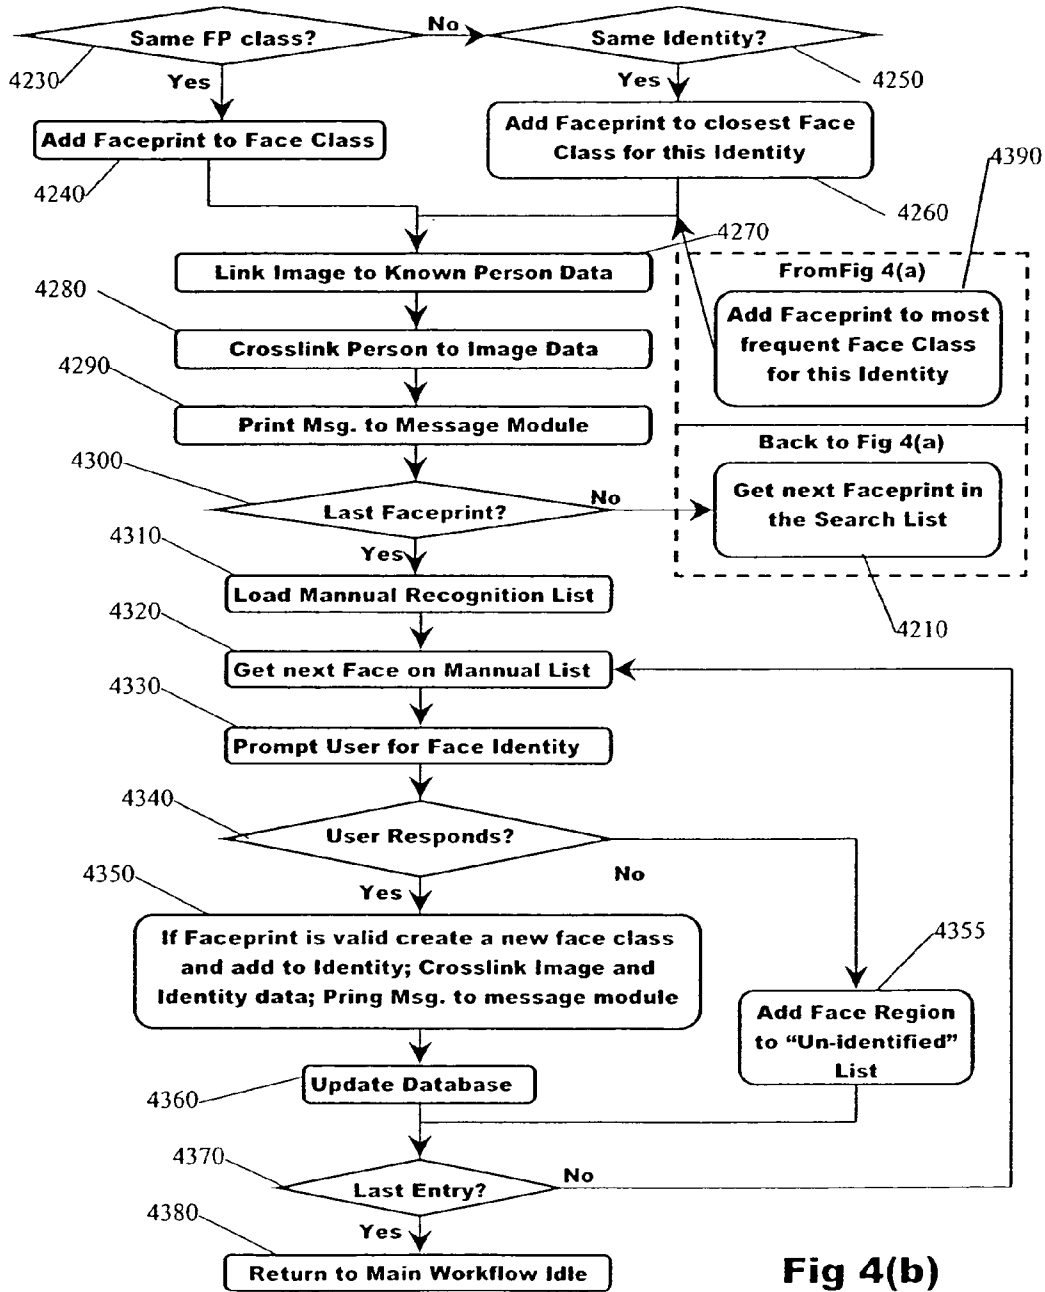 Same FP class?
No
Same Identity?
4230
Yes
Yes
4250
Add Faceprint to Face Class
Add Faceprint to closest Face
Class for this Identity
4240
4260
4390
4270
Link Image to Known Person Data
FromFig 4(a)
4280
Add Faceprint to most
frequent Face Class
for this Identity
Crosslink Person to Image Data
4290
Print Msg. to Message Module
Back to Fig 4(a)
4300
No
Get next Faceprint in
the Search List
Last Faceprint?
4310
Yes
Load Mannual Recognition List
4320
4210
Get next Face on Mannual List
4330
Prompt User for Face Identity
4340
User Responds?
4350
Yes
No
If Faceprint is valid create a new face class
and add to Identity; Crosslink Image and
Identity data; Pring Msg. to message module
4355
Add Face Region
to “Un-identified”
List
Update Database
4360
4370
No
Last Entry?
4380
Yes
Return to Main Workflow Idle
Fig 4(b)